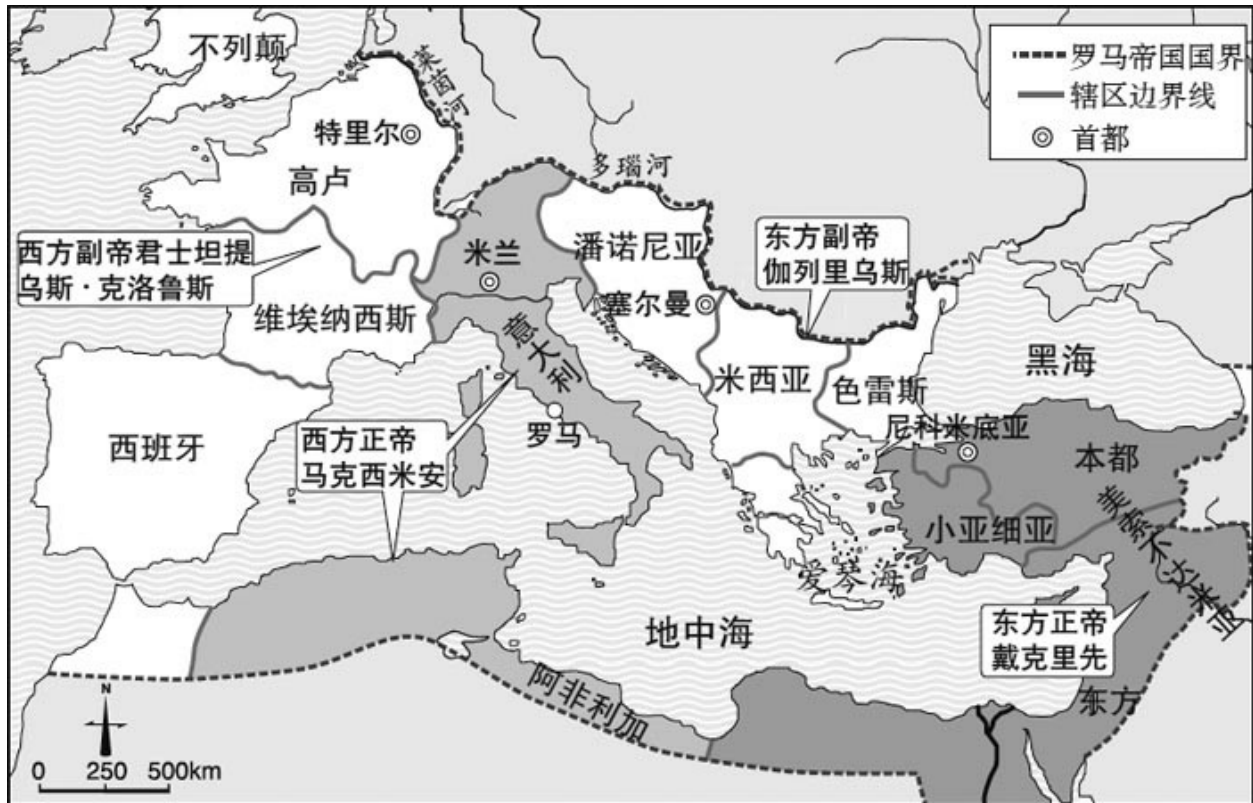 不列颠
莱茵河
特里尔
高卢
多瑙河
罗马帝国国界
辖区边界线
首都
西方副帝君士坦提
乌斯·克洛鲁斯
米兰
潘诺尼亚
东方副帝
伽列里乌斯
维埃纳西斯
塞尔曼
意大利
米西亚
色雷斯
黑海
西班牙
西方正帝
马克西米安
罗马
尼科米底亚
本都
小亚细亚
美索不达米亚
爱琴海
地中海
东方正帝
戴克里先
阿非利加
东方
N
0 250 500km